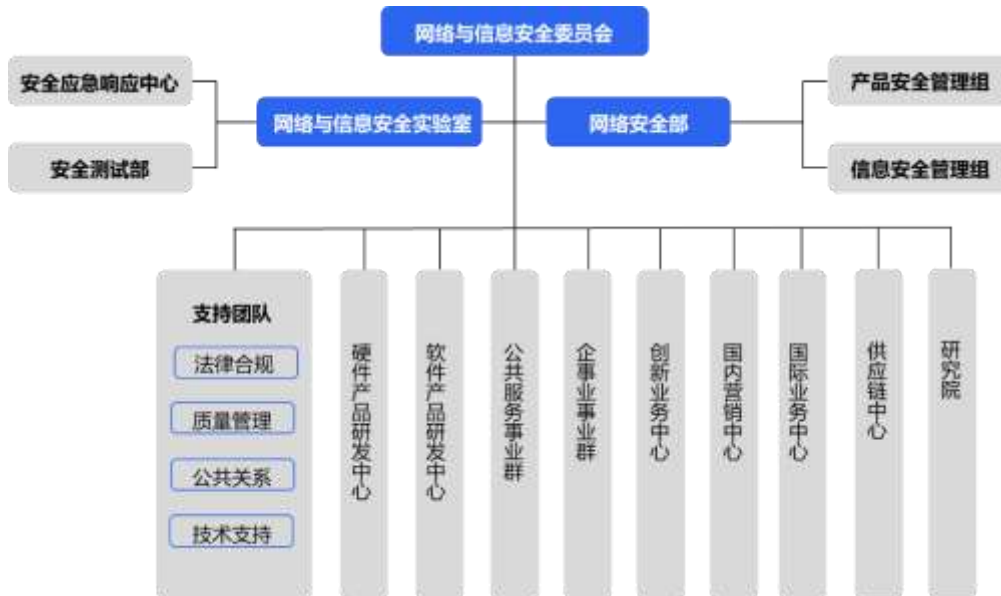 网络与信息安全委员会
安全应急响应中心
产品安全管理组
网络与信息安全实验室
网络安全部
安全测试部
信息安全管理组
支持团队
法律合规
质量管理
公共关系
技术支持
硬件产品研发中心
软件产品研发中心
公共服务事业群
企事业事业群
创新业务中心
国内营销中心
国际业务中心
供应链中心
研究院